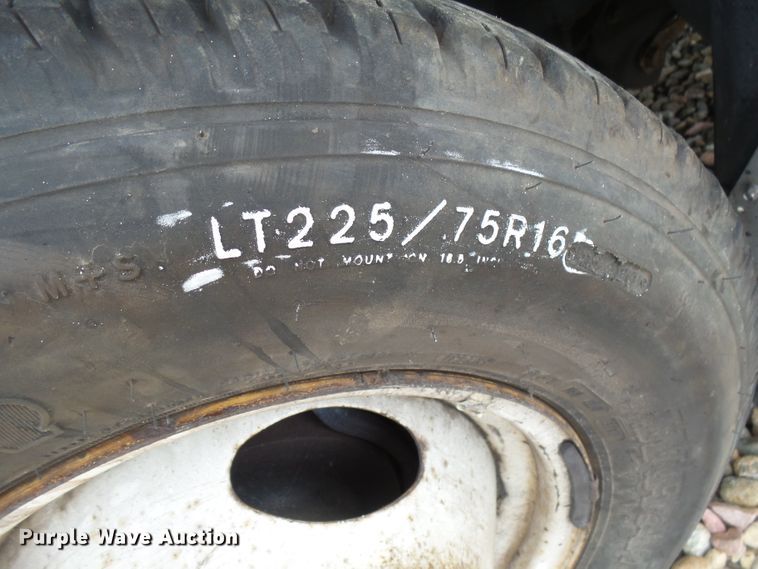 LT225/75R16
DO NOT MOUNT ON 16.5 INCH
M+S
Purple Wave Auction